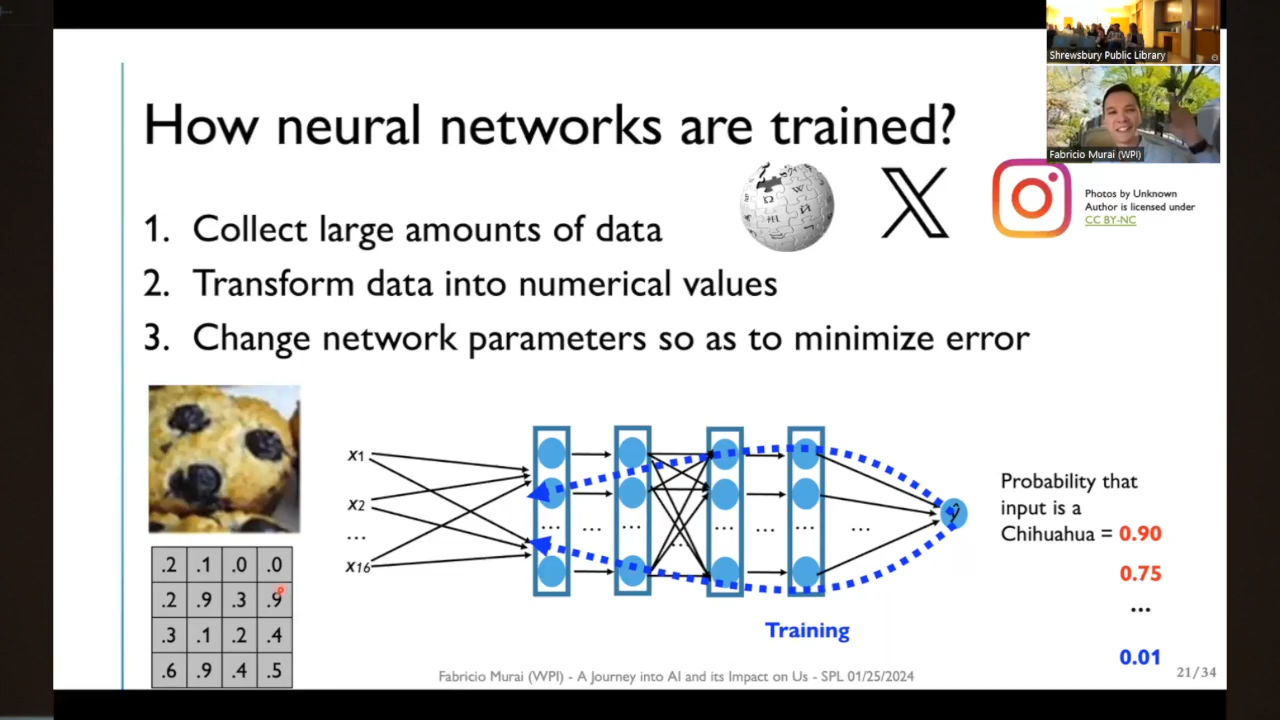 Shrewsbury Public Library
Fabricio Murai (WPI)
How neural networks are trained?
Photos by Unknown
Author is licensed under
CC BY-NC
1. Collect large amounts of data
2. Transform data into numerical values
3. Change network parameters so as to minimize error
x1
x2
...
x16
... ... ... ... ... ... ... ...
ŷ
.2 .1 .0 .0
.2 .9 .3 .9
.3 .1 .2 .4
.6 .9 .4 .5
Training
Probability that
input is a
Chihuahua = 0.90
0.75
...
0.01
Fabricio Murai (WPI) - A Journey into AI and its Impact on Us - SPL 01/25/2024
21/34